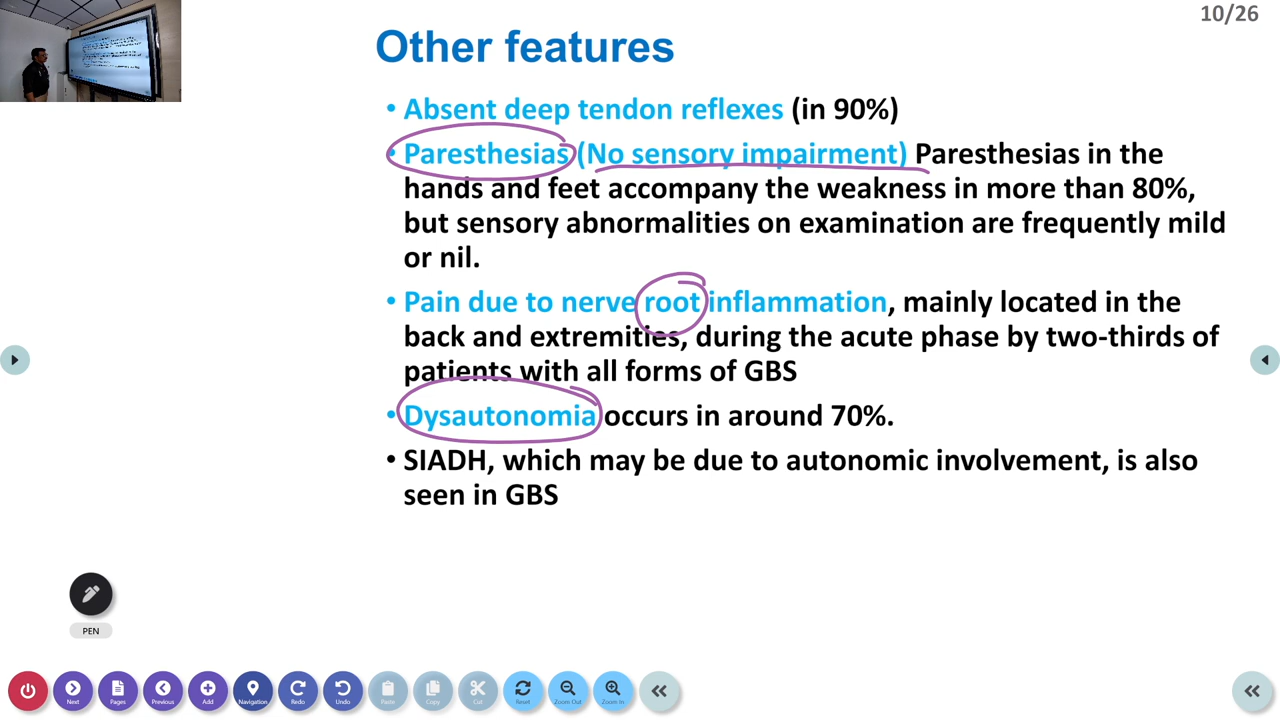 10/26
Other features
• Absent deep tendon reflexes (in 90%)
• Paresthesias (No sensory impairment) Paresthesias in the
hands and feet accompany the weakness in more than 80%,
but sensory abnormalities on examination are frequently mild
or nil.
• Pain due to nerve root inflammation, mainly located in the
back and extremities, during the acute phase by two-thirds of
patients with all forms of GBS
• Dysautonomia occurs in around 70%.
• SIADH, which may be due to autonomic involvement, is also
seen in GBS
PEN
Next Pages Previous Add Navigation Redo Undo Paste Copy Cut Reset Zoom Out Zoom In